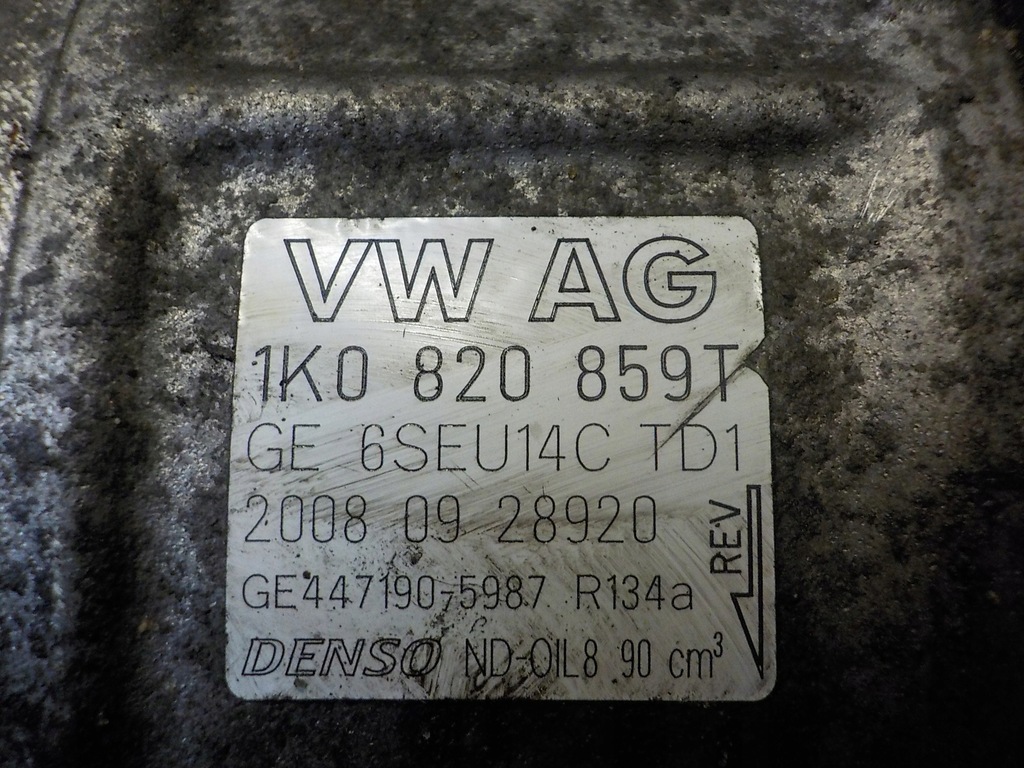 VW AG
1K0 820 859T
GE 6SEU14C TD1
2008 09 28920
REV
GE447190-5987 R134a
DENSO ND-OIL8 90 cm³